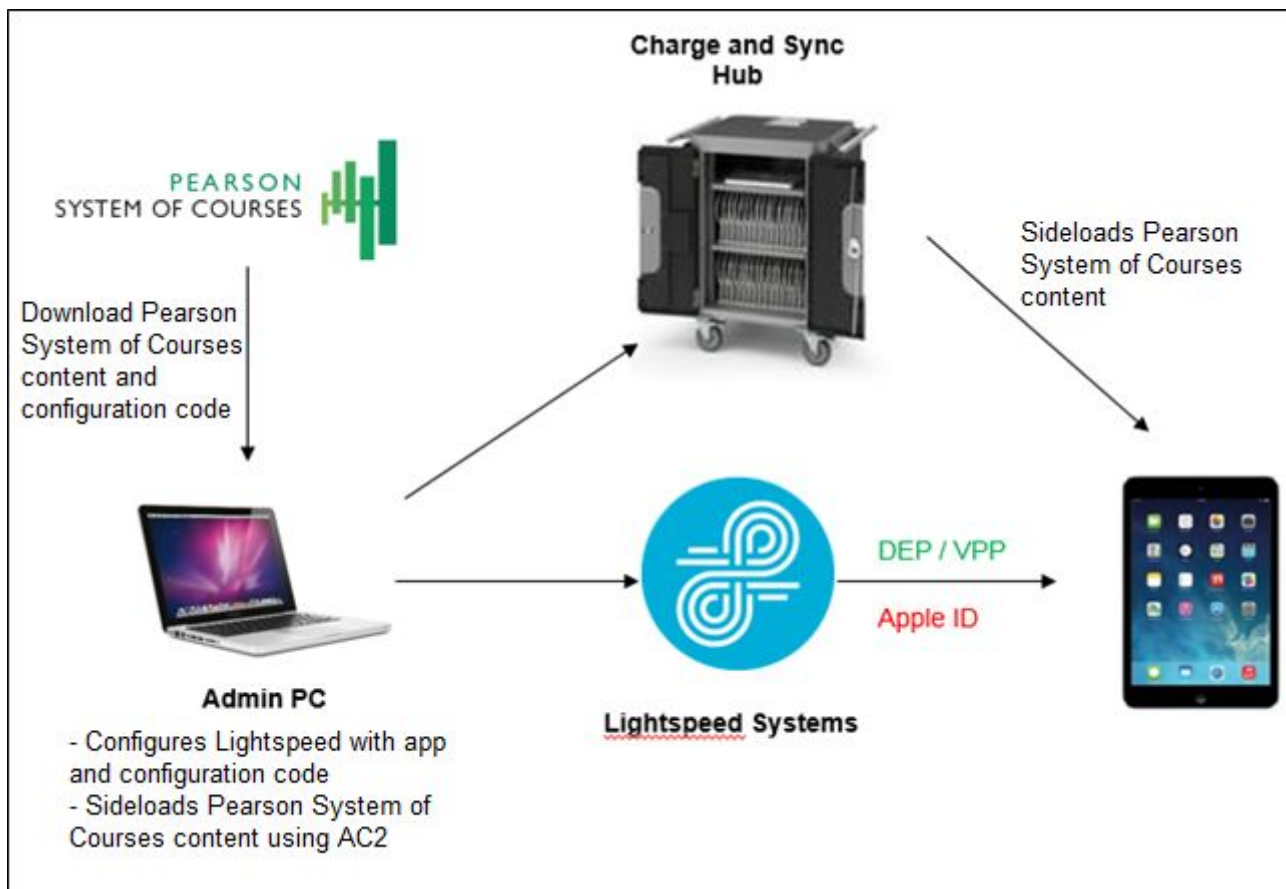 Charge and Sync
Hub
PEARSON
SYSTEM OF COURSES
Sideloads Pearson
System of Courses
content
Download Pearson
System of Courses
content and
configuration code
DEP / VPP
Apple ID
Admin PC
Lightspeed Systems
- Configures Lightspeed with app
and configuration code
- Sideloads Pearson System of
Courses content using AC2